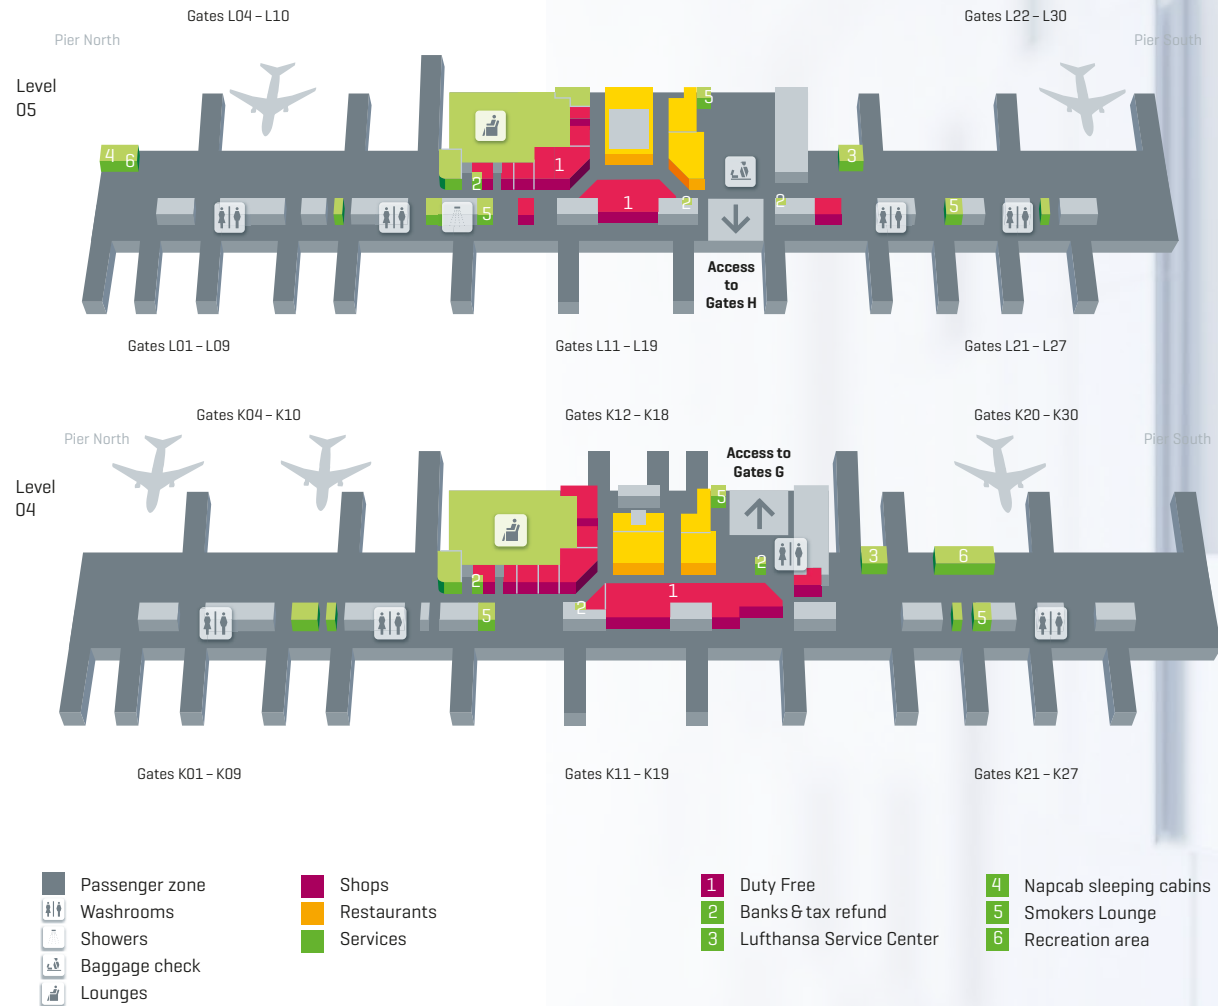 Gates L04 – L10
Gates L22 – L30
Pier North
Pier South
Level
05
4
6
2
1
5
1
2
5
2
3
5
Access
to
Gates H
Gates L01 – L09
Gates L11 – L19
Gates L21 – L27
Gates K04 – K10
Gates K12 – K18
Gates K20 – K30
Pier North
Pier South
Access to
Gates G
Level
04
2
5
2
1
5
2
3
6
5
Gates K01 – K09
Gates K11 – K19
Gates K21 – K27
Passenger zone
Washrooms
Showers
Baggage check
Lounges
Shops
Restaurants
Services
1 Duty Free
2 Banks & tax refund
3 Lufthansa Service Center
4 Napcab sleeping cabins
5 Smokers Lounge
6 Recreation area